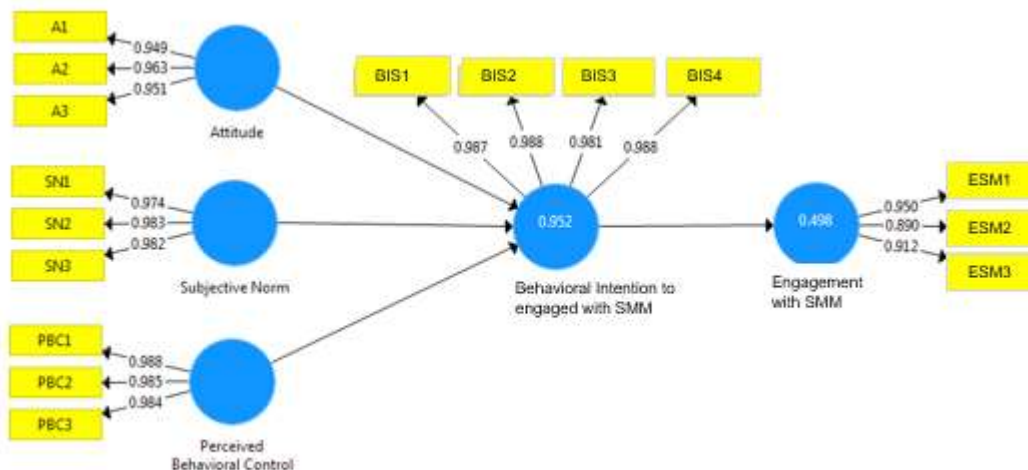 A1
0.949
A2
0.963
A3
0.951
Attitude
BIS1
BIS2
BIS3
BIS4
0.987
0.988
0.981
0.988
SN1
0.974
SN2
0.983
SN3
0.982
Subjective Norm
0.952
Behavioral Intention to
engaged with SMM
0.498
Engagement
with SMM
ESM1
0.950
ESM2
0.890
ESM3
0.912
PBC1
0.988
PBC2
0.985
PBC3
0.984
Perceived
Behavioral Control